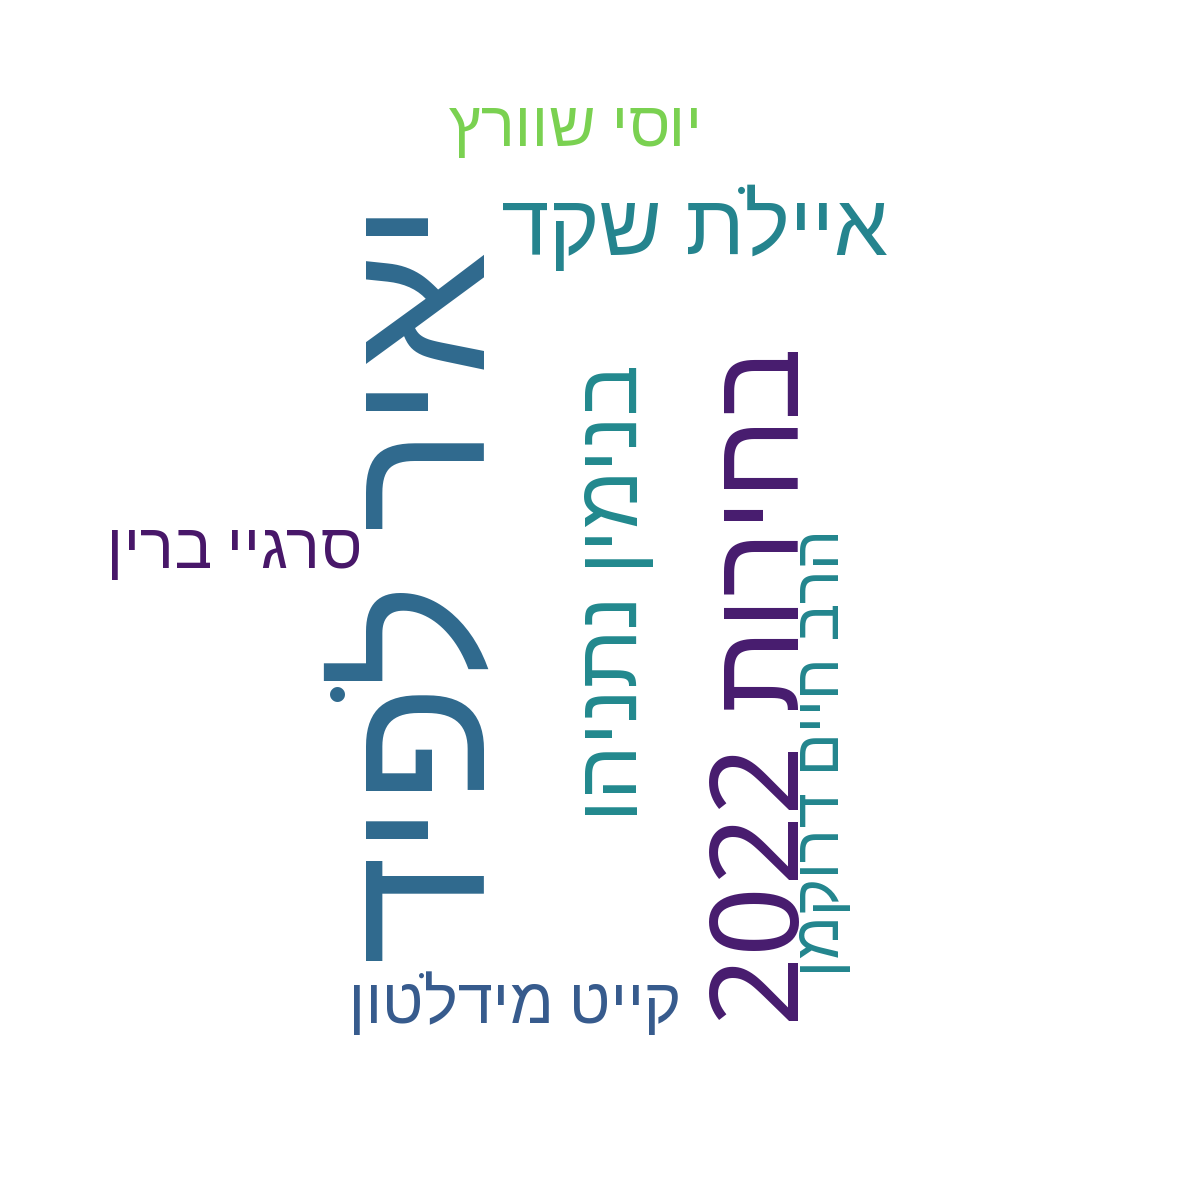 יוסי שוורץ
איילת שקד
יאיר לפיד
בנימין נתניהו
בחירות 2022
סרגיי ברין
הרב חיים דרוקמן
קייט מידלטון